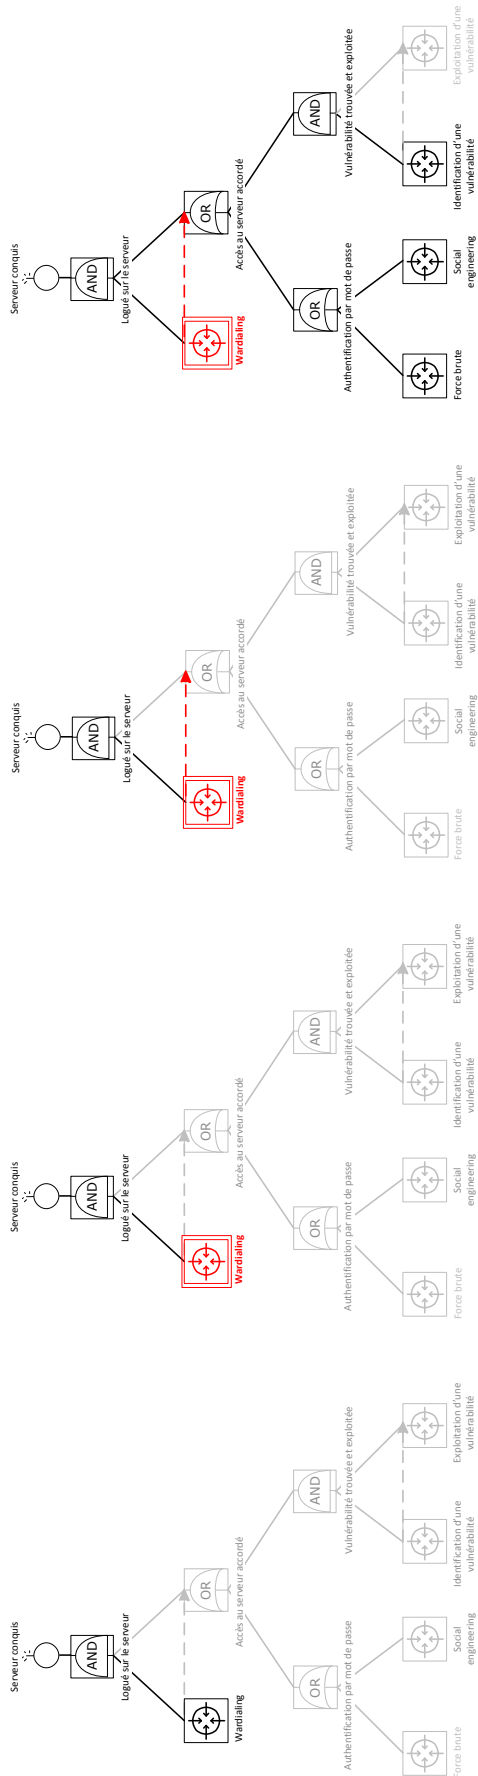 Serveur conquis
AND
Logué sur le serveur
OR
Wardialing
Accès au serveur accordé
OR
AND
Authentification par mot de passe
Vulnérabilité trouvée et exploitée
Force brute
Social
engineering
Identification d’une
vulnérabilité
Exploitation d’une
vulnérabilité
Serveur conquis
AND
Logué sur le serveur
OR
Wardialing
Accès au serveur accordé
OR
AND
Authentification par mot de passe
Vulnérabilité trouvée et exploitée
Force brute
Social
engineering
Identification d’une
vulnérabilité
Exploitation d’une
vulnérabilité
Serveur conquis
AND
Logué sur le serveur
OR
Wardialing
Accès au serveur accordé
OR
AND
Authentification par mot de passe
Vulnérabilité trouvée et exploitée
Force brute
Social
engineering
Identification d’une
vulnérabilité
Exploitation d’une
vulnérabilité
Serveur conquis
AND
Logué sur le serveur
OR
Wardialing
Accès au serveur accordé
OR
AND
Authentification par mot de passe
Vulnérabilité trouvée et exploitée
Force brute
Social
engineering
Identification d’une
vulnérabilité
Exploitation d’une
vulnérabilité